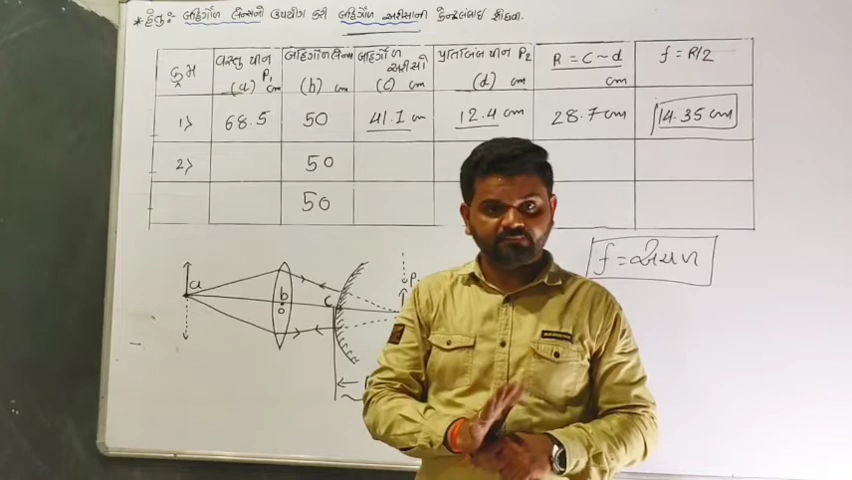 * હેતુ : બહિર્ગોળ લેન્સનો ઉપયોગ કરી બહિર્ગોળ અરીસાની કેન્દ્રલંબાઇ શોધવા.
ક્રમ વસ્તુ પીન P₁ (a) cm બહિર્ગોળ લેન્સ (b) cm બહિર્ગોળ અરીસો (c) cm પ્રતિબિંબ પીન P₂ (d) cm R = C ~ d cm f = R/2
1) 68.5 50 41.1 cm 12.4 cm 28.7 cm 14.35 cm
2) 50
50
f = અચળ
a b o c P